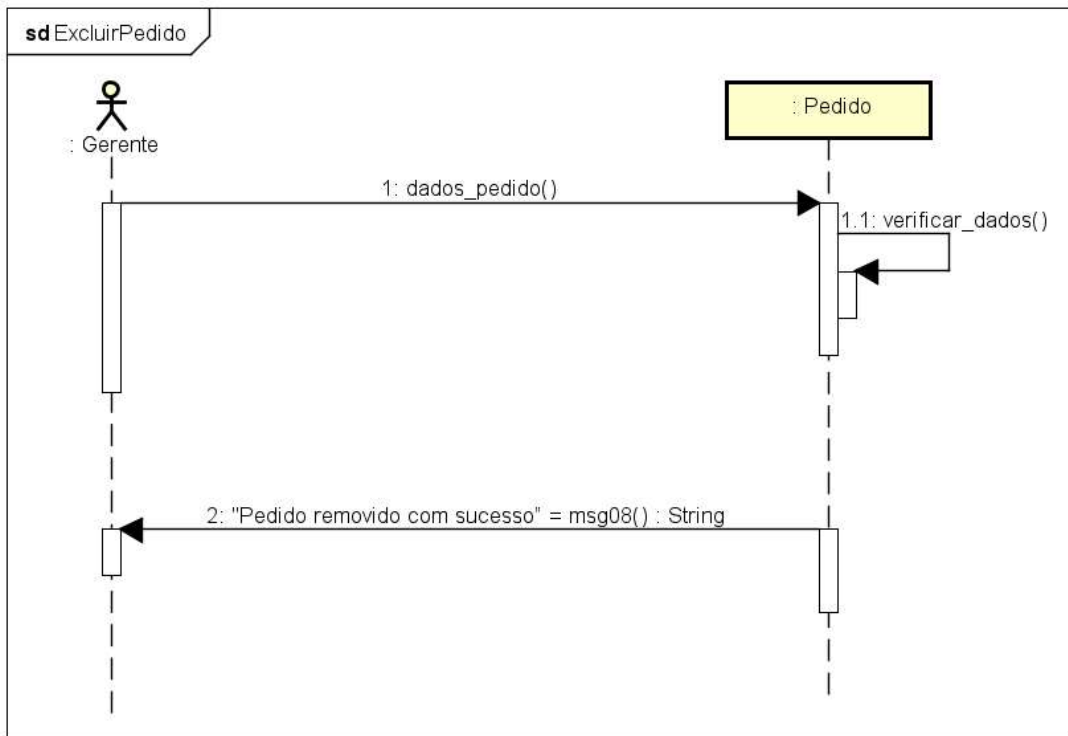 sd ExcluirPedido
: Gerente
: Pedido
1: dados_pedido()
1.1: verificar_dados()
2: "Pedido removido com sucesso" = msg08() : String